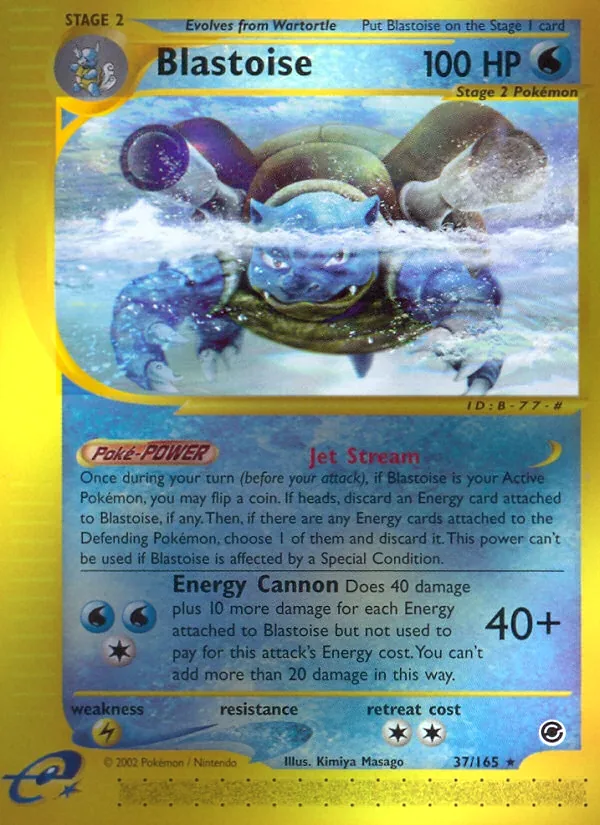 STAGE 2
Evolves from Wartortle
Put Blastoise on the Stage 1 card
Blastoise
100 HP
Stage 2 Pokémon
ID:B-77-#
Poké-POWER
Jet Stream
Once during your turn (before your attack), if Blastoise is your Active
Pokémon, you may flip a coin. If heads, discard an Energy card attached
to Blastoise, if any. Then, if there are any Energy cards attached to the
Defending Pokémon, choose 1 of them and discard it. This power can't
be used if Blastoise is affected by a Special Condition.
Energy Cannon Does 40 damage
plus 10 more damage for each Energy
attached to Blastoise but not used to
pay for this attack's Energy cost. You can't
add more than 20 damage in this way.
40+
weakness
resistance
retreat cost
© 2002 Pokémon / Nintendo
Illus. Kimiya Masago
37/165 ★
e